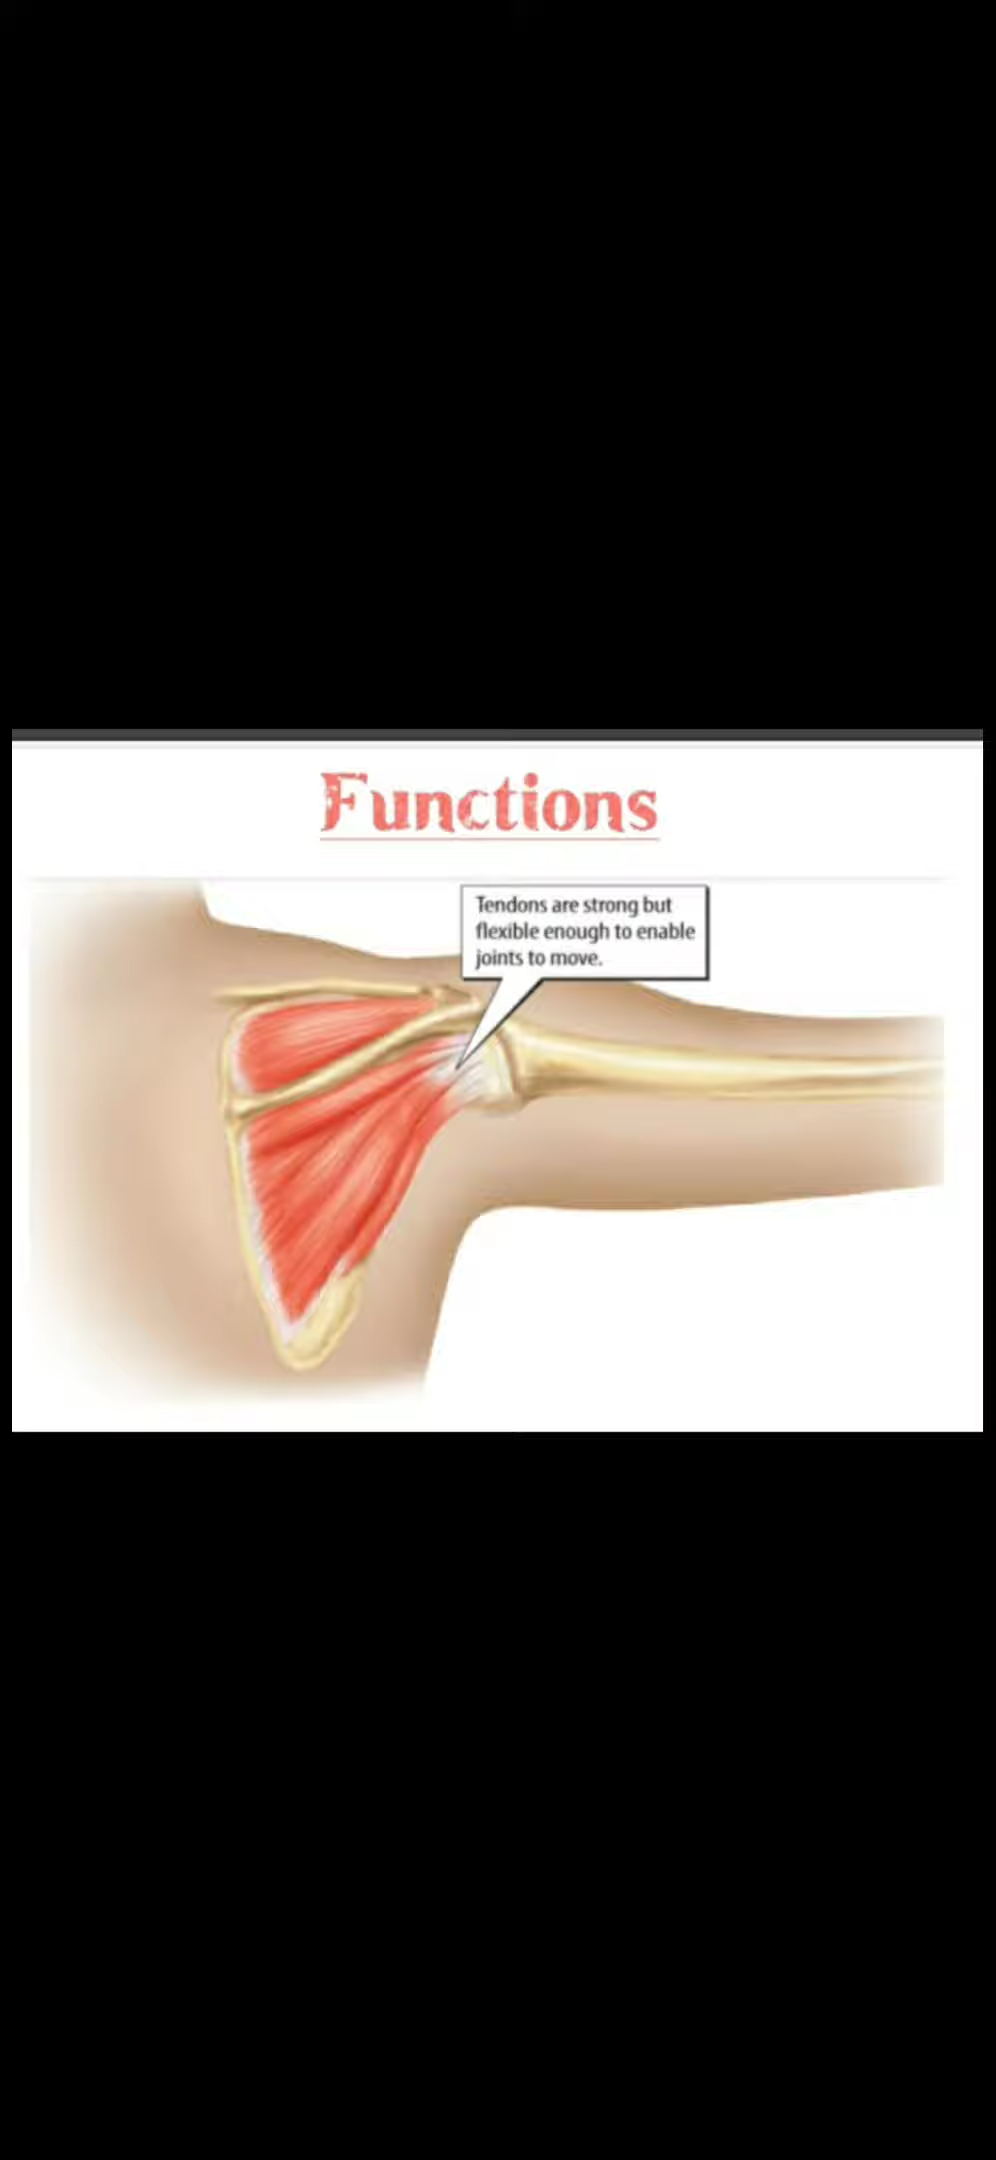 Functions
Tendons are strong but
flexible enough to enable
joints to move.